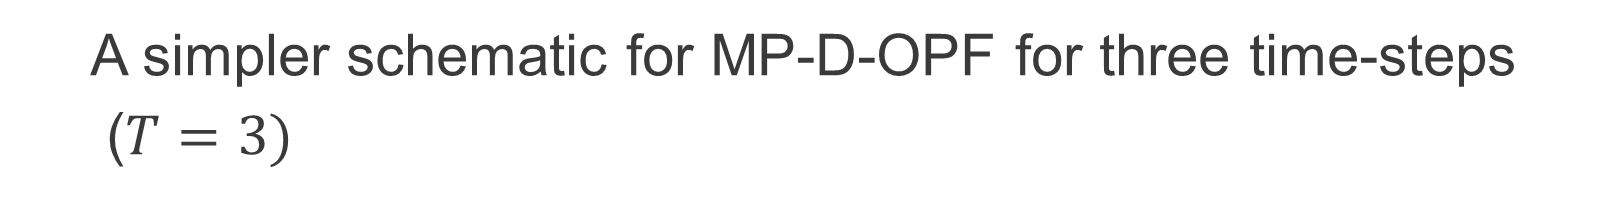 A simpler schematic for MP-D-OPF for three time-steps
(T = 3)